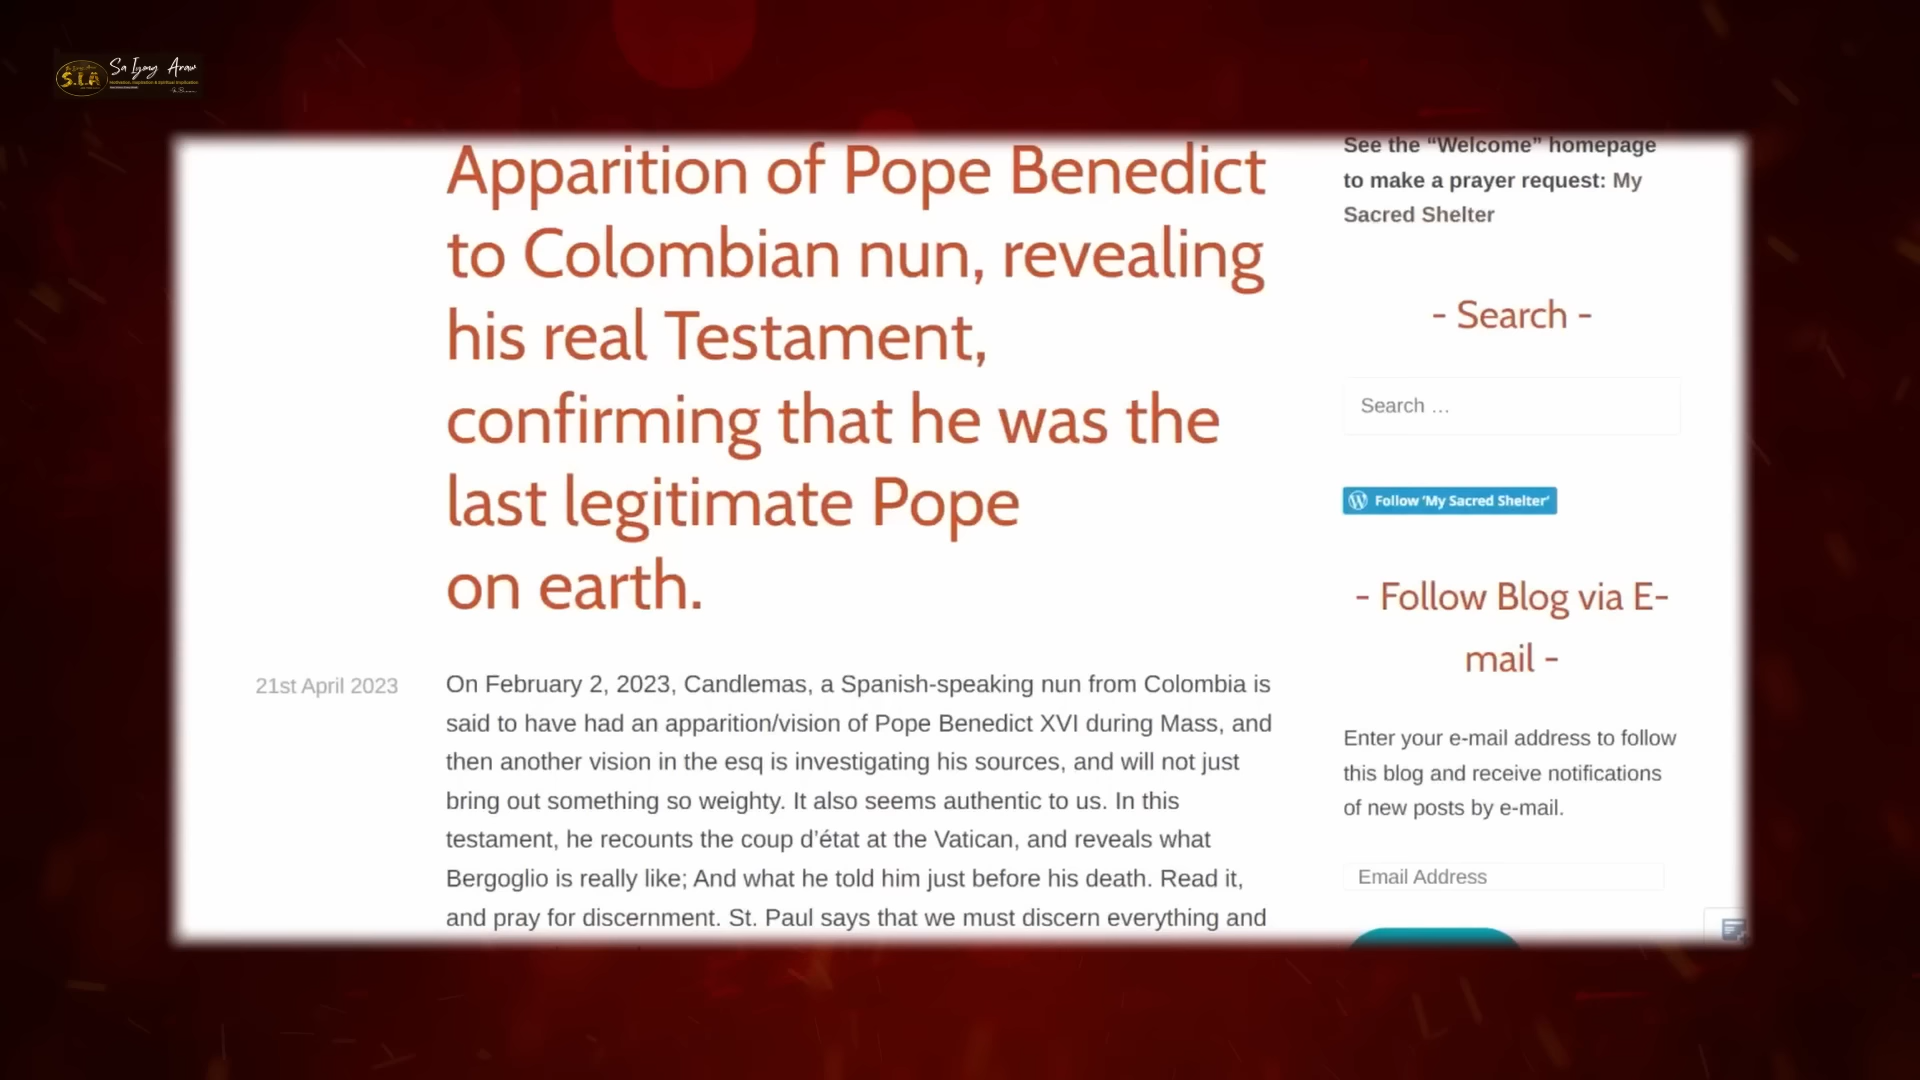 S.L.A
Sa Iyong Araw
Apparition of Pope Benedict
to Colombian nun, revealing
his real Testament,
confirming that he was the
last legitimate Pope
on earth.
21st April 2023
On February 2, 2023, Candlemas, a Spanish-speaking nun from Colombia is
said to have had an apparition/vision of Pope Benedict XVI during Mass, and
then another vision in the esq is investigating his sources, and will not just
bring out something so weighty. It also seems authentic to us. In this
testament, he recounts the coup d’état at the Vatican, and reveals what
Bergoglio is really like; And what he told him just before his death. Read it,
and pray for discernment. St. Paul says that we must discern everything and
See the “Welcome” homepage
to make a prayer request: My
Sacred Shelter
- Search -
Search …
Follow ‘My Sacred Shelter’
- Follow Blog via E-
mail -
Enter your e-mail address to follow
this blog and receive notifications
of new posts by e-mail.
Email Address